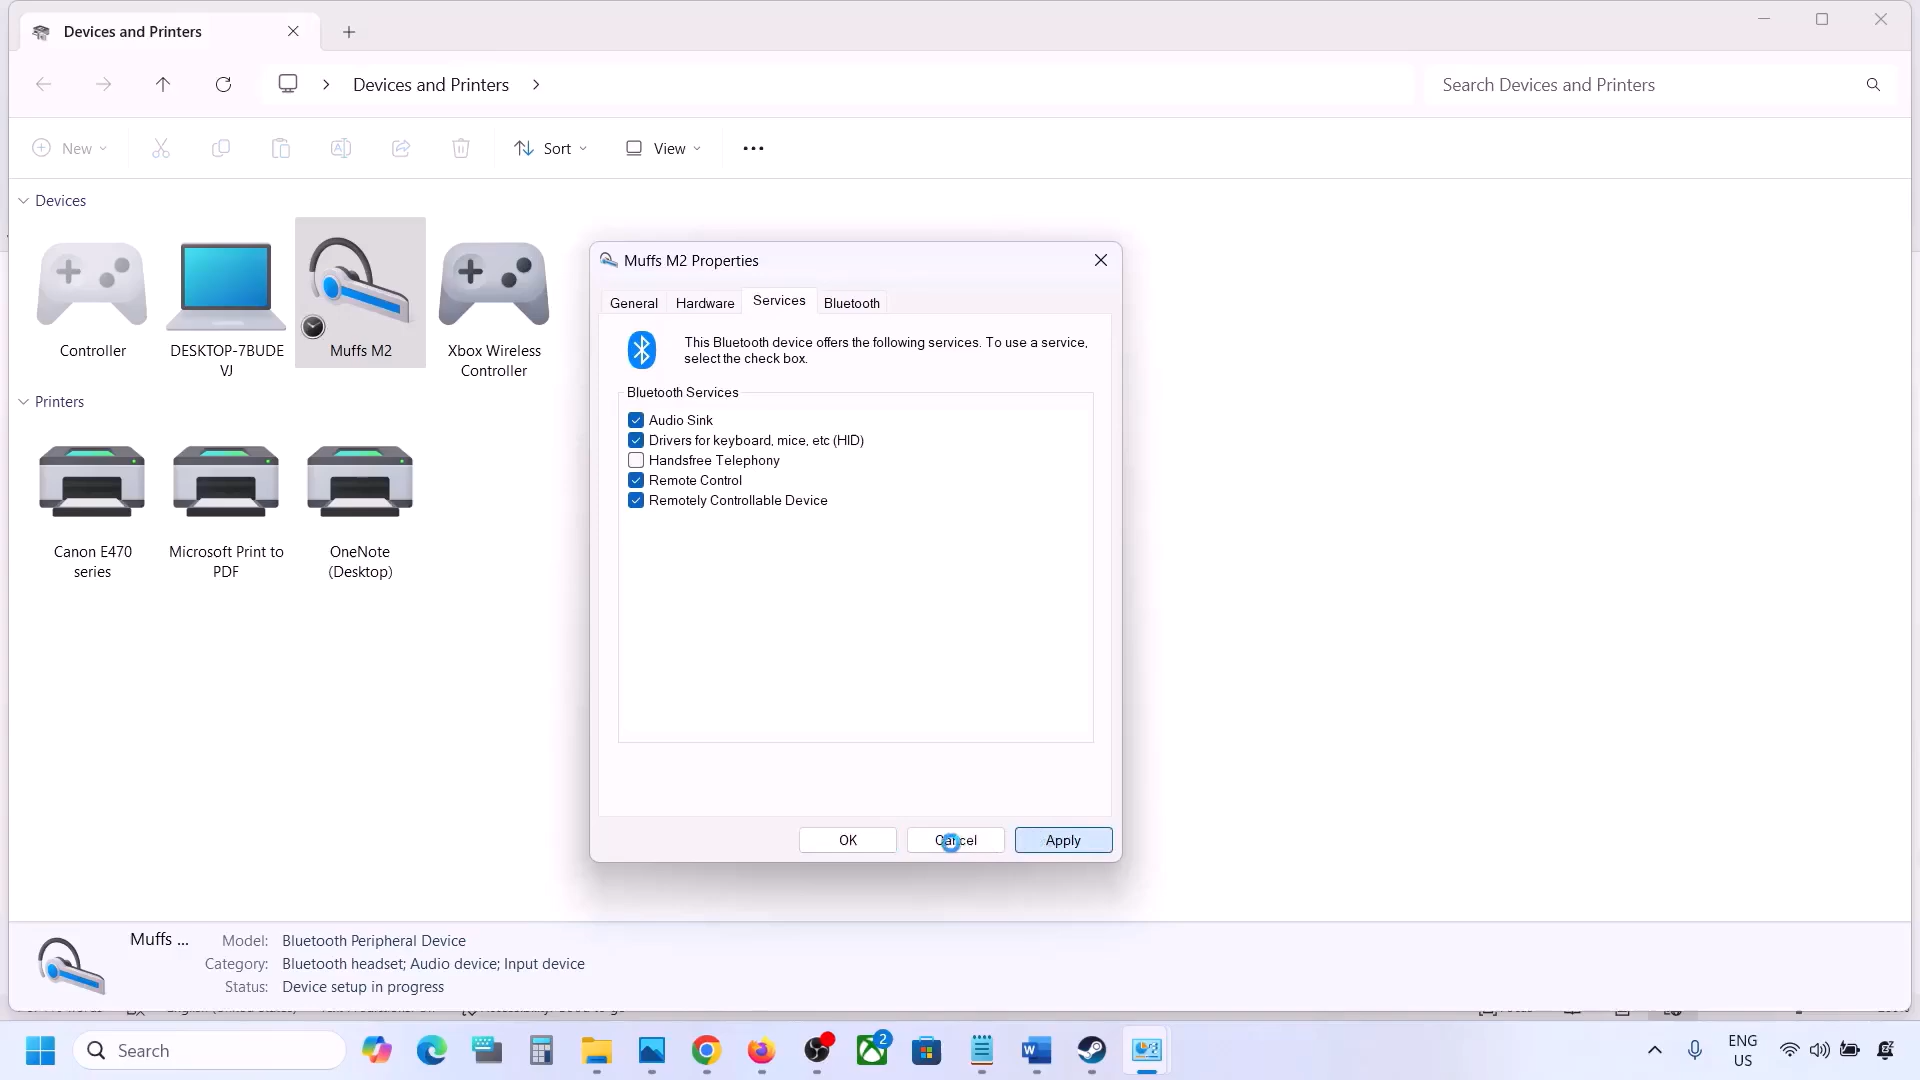 Devices and Printers
Devices and Printers
Search Devices and Printers
New
Sort
View
Devices
Controller
DESKTOP-7BUDE
VJ
Muffs M2
Xbox Wireless
Controller
Printers
Canon E470
series
Microsoft Print to
PDF
OneNote
(Desktop)
Muffs M2 Properties
General
Hardware
Services
Bluetooth
This Bluetooth device offers the following services. To use a service,
select the check box.
Bluetooth Services
Audio Sink
Drivers for keyboard, mice, etc (HID)
Handsfree Telephony
Remote Control
Remotely Controllable Device
OK
Cancel
Apply
Muffs ...
Model: Bluetooth Peripheral Device
Category: Bluetooth headset; Audio device; Input device
Status: Device setup in progress
Search
2
ENG
US